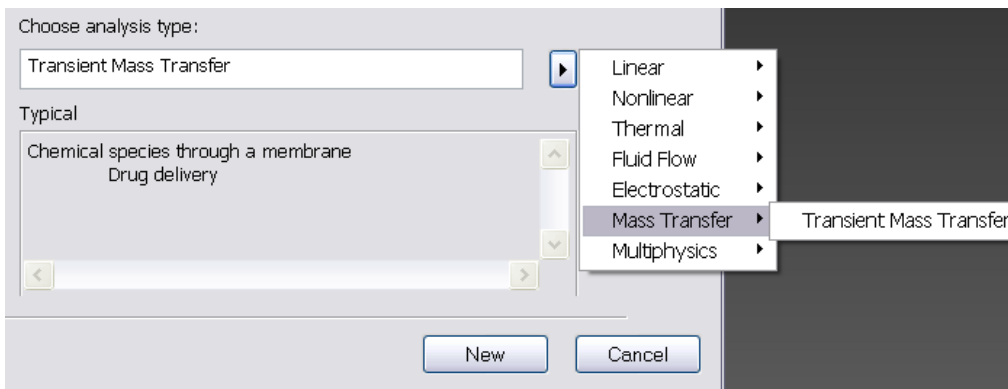 Choose analysis type:
Transient Mass Transfer
Typical
Chemical species through a membrane
Drug delivery
Linear
Nonlinear
Thermal
Fluid Flow
Electrostatic
Mass Transfer
Transient Mass Transfer
Multiphysics
New
Cancel